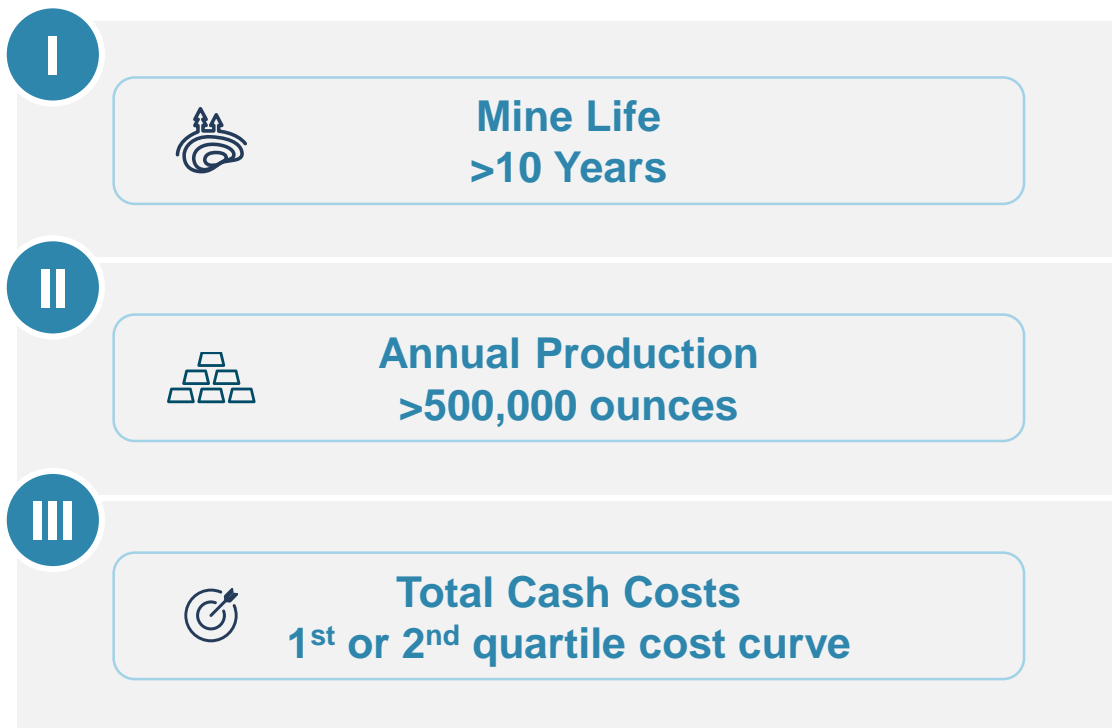 I
Mine Life
>10 Years
II
Annual Production
>500,000 ounces
III
Total Cash Costs
1st or 2nd quartile cost curve